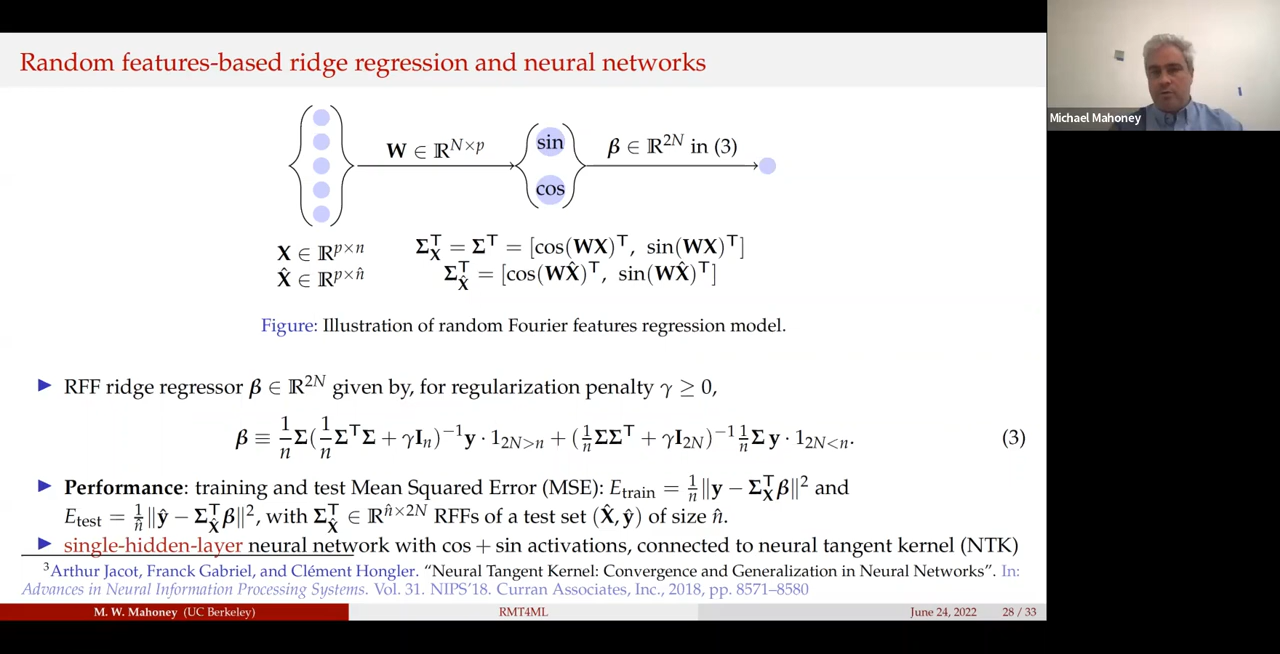 Random features-based ridge regression and neural networks
Michael Mahoney
W ∈ ℝ^{N×p}
sin
cos
β ∈ ℝ^{2N} in (3)
X ∈ ℝ^{p×n}
X̂ ∈ ℝ^{p×n̂}
Σ_X^T = Σ^T = [cos(WX)^T, sin(WX)^T]
Σ_X̂^T = [cos(WX̂)^T, sin(WX̂)^T]
Figure: Illustration of random Fourier features regression model.
▶ RFF ridge regressor β ∈ ℝ^{2N} given by, for regularization penalty γ ≥ 0,
β ≡ 1/n Σ(1/n Σ^T Σ + γI_n)^{−1} y · 1_{2N>n} + (1/n ΣΣ^T + γI_{2N})^{−1} 1/n Σ y · 1_{2N<n}. (3)
▶ Performance: training and test Mean Squared Error (MSE): E_train = 1/n ‖y − Σ_X^T β‖² and
E_test = 1/n̂ ‖ŷ − Σ_X̂^T β‖², with Σ_X̂^T ∈ ℝ^{n̂×2N} RFFs of a test set (X̂, ŷ) of size n̂.
▶ single-hidden-layer neural network with cos + sin activations, connected to neural tangent kernel (NTK)
³Arthur Jacot, Franck Gabriel, and Clément Hongler. “Neural Tangent Kernel: Convergence and Generalization in Neural Networks”. In:
Advances in Neural Information Processing Systems. Vol. 31. NIPS’18. Curran Associates, Inc., 2018, pp. 8571–8580
M. W. Mahoney (UC Berkeley) RMT4ML June 24, 2022 28 / 33